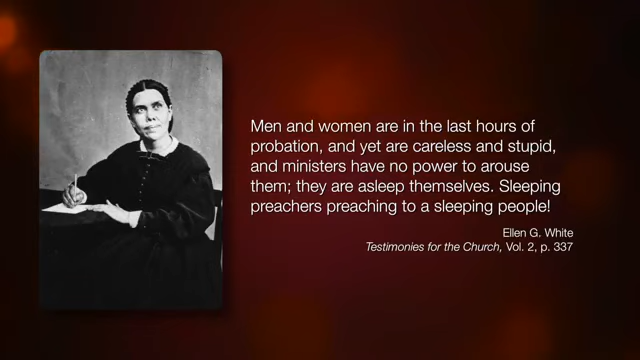 Men and women are in the last hours of
probation, and yet are careless and stupid,
and ministers have no power to arouse
them; they are asleep themselves. Sleeping
preachers preaching to a sleeping people!
Ellen G. White
Testimonies for the Church, Vol. 2, p. 337